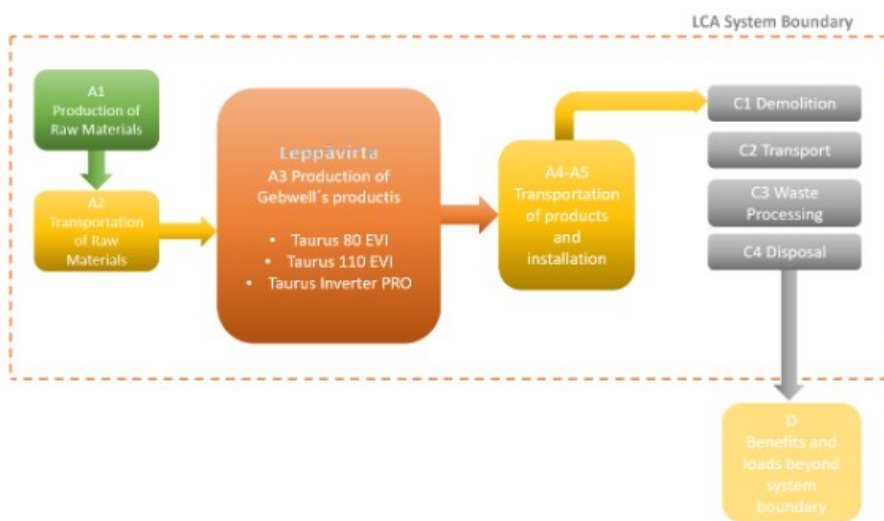 LCA System Boundary
A1
Production of
Raw Materials
A2
Transportation
of Raw
Materials
Leppävirta
A3 Production of
Gebwell´s productis
• Taurus 80 EVI
• Taurus 110 EVI
• Taurus Inverter PRO
A4-A5
Transportation
of products
and
installation
C1 Demolition
C2 Transport
C3 Waste
Processing
C4 Disposal
D
Benefits and
loads beyond
system
boundary